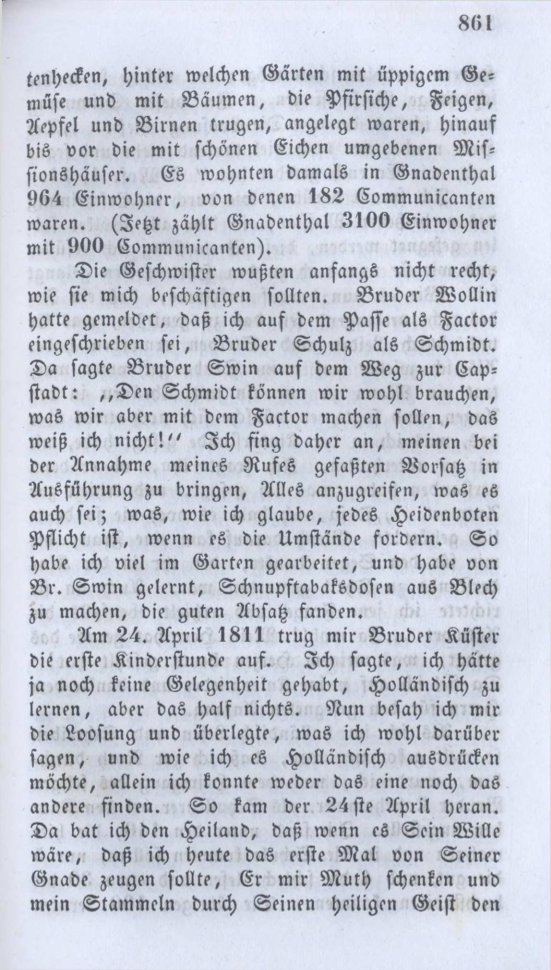 861
tenhecken, hinter welchen Gärten mit üppigem Ge-
müse und mit Bäumen, die Pfirsiche, Feigen,
Aepfel und Birnen trugen, angelegt waren, hinauf
bis vor die mit schönen Eichen umgebenen Mis-
sionshäuser. Es wohnten damals in Gnadenthal
964 Einwohner, von denen 182 Communicanten
waren. (Jetzt zählt Gnadenthal 3100 Einwohner
mit 900 Communicanten).
Die Geschwister wußten anfangs nicht recht,
wie sie mich beschäftigen sollten. Bruder Wollin
hatte gemeldet, daß ich auf dem Passe als Factor
eingeschrieben sei, Bruder Schulz als Schmidt.
Da sagte Bruder Swin auf dem Weg zur Cap-
stadt: ,,Den Schmidt können wir wohl brauchen,
was wir aber mit dem Factor machen sollen, das
weiß ich nicht!‘‘ Ich fing daher an, meinen bei
der Annahme meines Rufes gefaßten Vorsatz in
Ausführung zu bringen, Alles anzugreifen, was es
auch sei; was, wie ich glaube, jedes Heidenboten
Pflicht ist, wenn es die Umstände fordern. So
habe ich viel im Garten gearbeitet, und habe von
Br. Swin gelernt, Schnupftabaksdosen aus Blech
zu machen, die guten Absatz fanden.
Am 24. April 1811 trug mir Bruder Küster
die erste Kinderstunde auf. Ich sagte, ich hätte
ja noch keine Gelegenheit gehabt, Holländisch zu
lernen, aber das half nichts. Nun besah ich mir
die Loosung und überlegte, was ich wohl darüber
sagen, und wie ich es Holländisch ausdrücken
möchte, allein ich konnte weder das eine noch das
andere finden. So kam der 24ste April heran.
Da bat ich den Heiland, daß wenn es Sein Wille
wäre, daß ich heute das erste Mal von Seiner
Gnade zeugen sollte, Er mir Muth schenken und
mein Stammeln durch Seinen heiligen Geist den